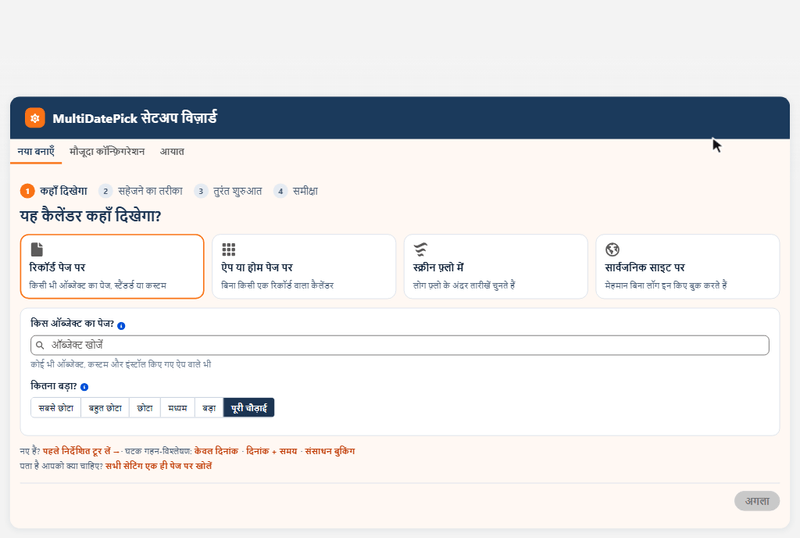 MultiDatePick सेटअप विज़ार्ड
नया बनाएँ मौजूदा कॉन्फ़िगरेशन आयात
1 कहाँ दिखेगा 2 सहेजने का तरीका 3 तुरंत शुरुआत 4 समीक्षा
यह कैलेंडर कहाँ दिखेगा?
रिकॉर्ड पेज पर
किसी भी ऑब्जेक्ट का पेज, स्टैंडर्ड या कस्टम
ऐप या होम पेज पर
बिना किसी एक रिकॉर्ड वाला कैलेंडर
स्क्रीन फ़्लो में
लोग फ़्लो के अंदर तारीखें चुनते हैं
सार्वजनिक साइट पर
मेहमान बिना लॉग इन किए बुक करते हैं
किस ऑब्जेक्ट का पेज?
ऑब्जेक्ट खोजें
कोई भी ऑब्जेक्ट, कस्टम और इंस्टॉल किए गए ऐप वाले भी
कितना बड़ा?
सबसे छोटा बहुत छोटा छोटा मध्यम बड़ा पूरी चौड़ाई
नए हैं? पहले निर्देशित टूर लें → · घटक गहन-विश्लेषण: केवल दिनांक · दिनांक + समय · संसाधन बुकिंग
पता है आपको क्या चाहिए? सभी सेटिंग एक ही पेज पर खोलें
अगला